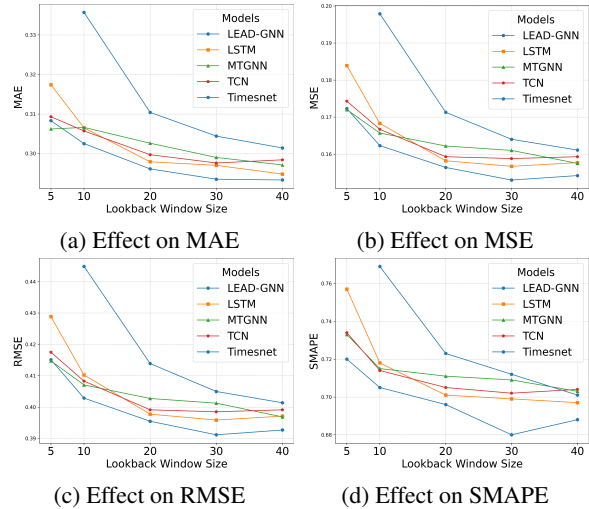 0.33
0.32
0.31
0.30
MAE
5 10 20 30 40
Lookback Window Size
Models
LEAD-GNN
LSTM
MTGNN
TCN
Timesnet
(a) Effect on MAE
0.20
0.19
0.18
0.17
0.16
MSE
5 10 20 30 40
Lookback Window Size
Models
LEAD-GNN
LSTM
MTGNN
TCN
Timesnet
(b) Effect on MSE
0.44
0.43
0.42
0.41
0.40
0.39
RMSE
5 10 20 30 40
Lookback Window Size
Models
LEAD-GNN
LSTM
MTGNN
TCN
Timesnet
(c) Effect on RMSE
0.76
0.74
0.72
0.70
0.68
SMAPE
5 10 20 30 40
Lookback Window Size
Models
LEAD-GNN
LSTM
MTGNN
TCN
Timesnet
(d) Effect on SMAPE